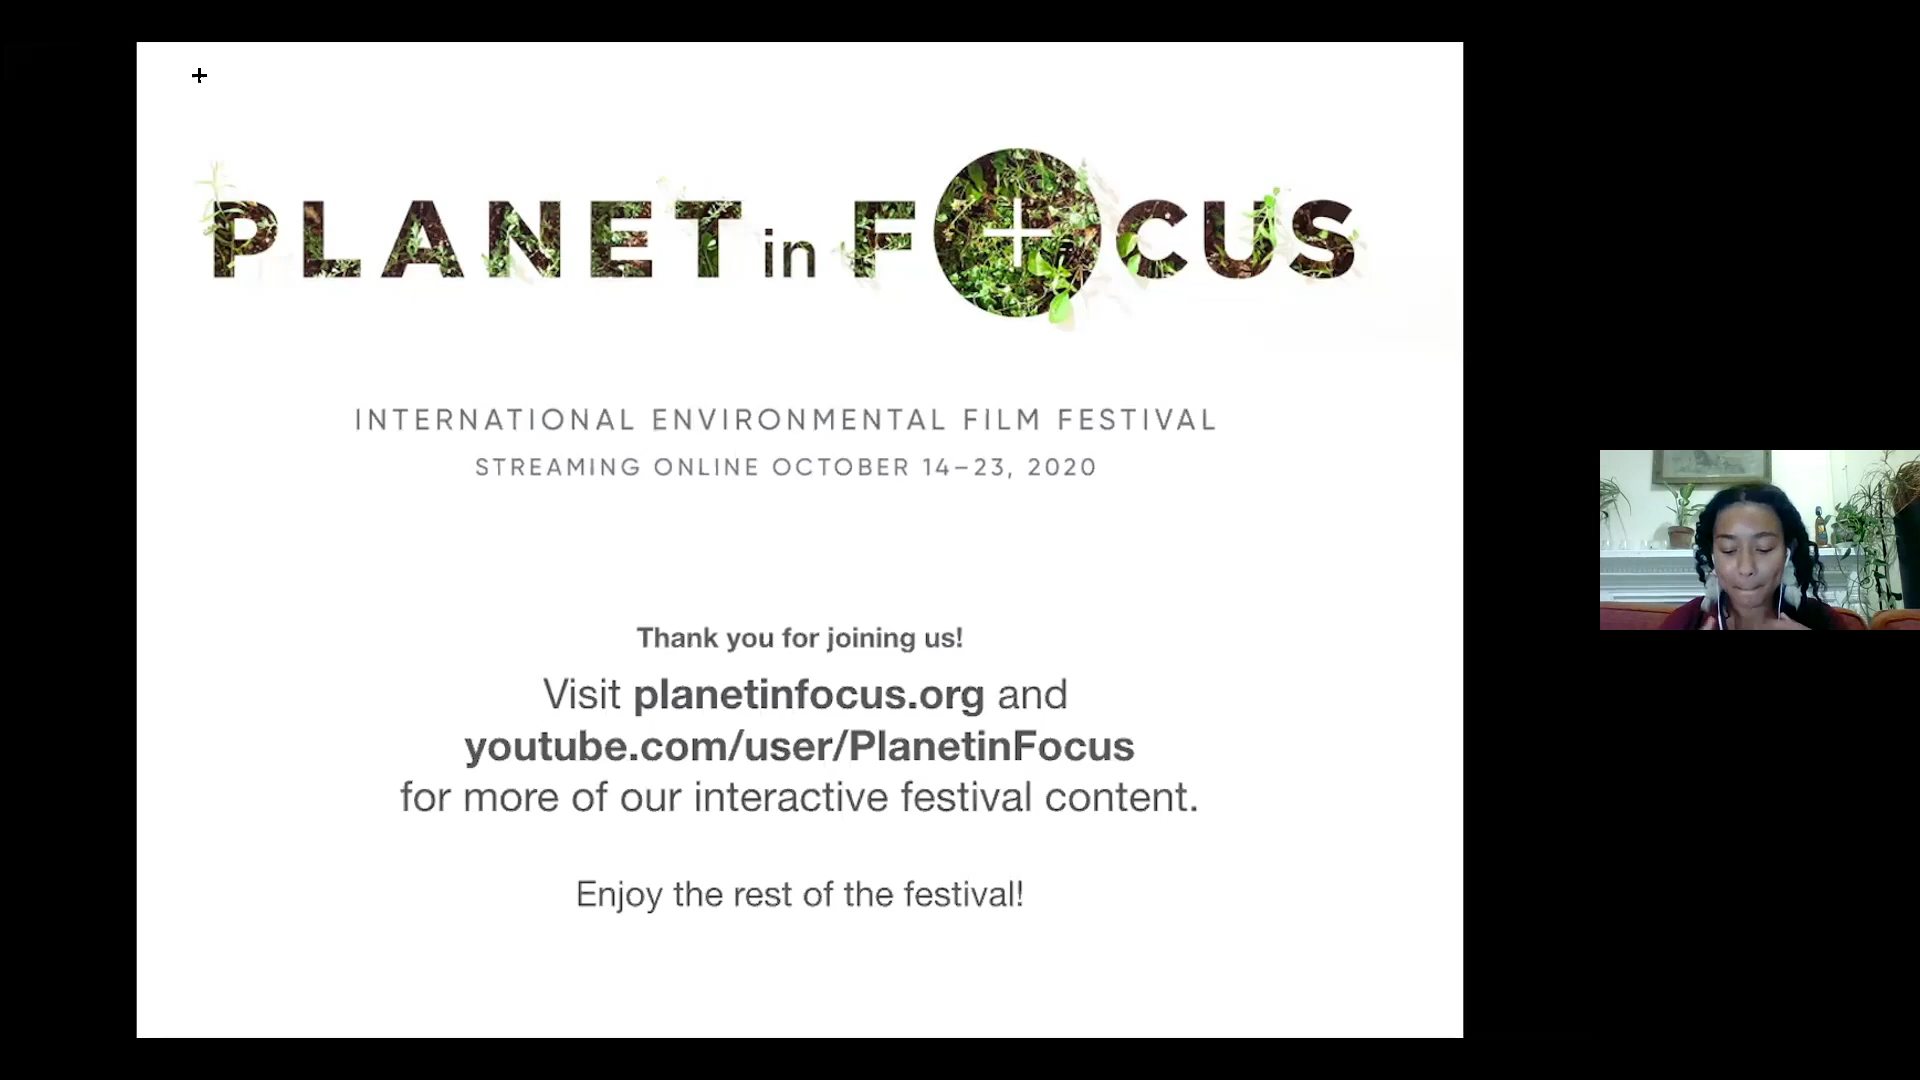 PLANET in FOCUS
INTERNATIONAL ENVIRONMENTAL FILM FESTIVAL
STREAMING ONLINE OCTOBER 14–23, 2020
Thank you for joining us!
Visit planetinfocus.org and
youtube.com/user/PlanetinFocus
for more of our interactive festival content.
Enjoy the rest of the festival!